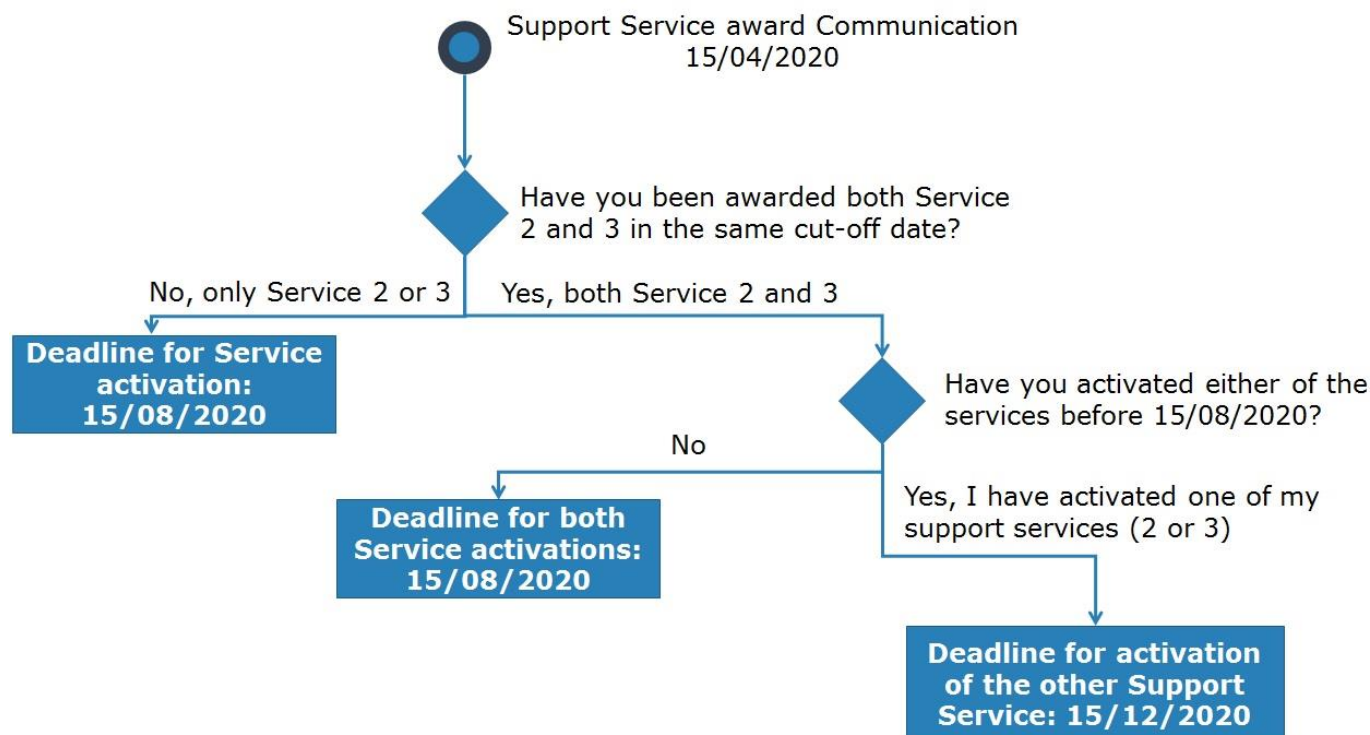 Support Service award Communication
15/04/2020
Have you been awarded both Service
2 and 3 in the same cut-off date?
No, only Service 2 or 3
Yes, both Service 2 and 3
Deadline for Service
activation:
15/08/2020
Have you activated either of the
services before 15/08/2020?
No
Yes, I have activated one of my
support services (2 or 3)
Deadline for both
Service activations:
15/08/2020
Deadline for activation
of the other Support
Service: 15/12/2020